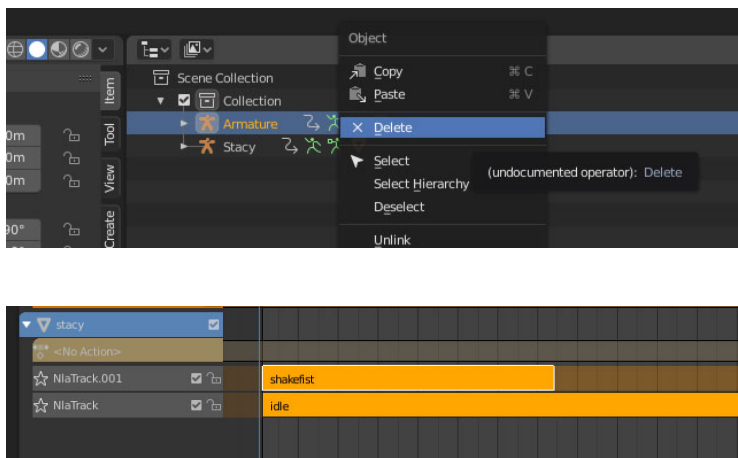 Object
Item
Scene Collection
Copy ⌘ C
Collection
Paste ⌘ V
Tool
Armature
Delete
0m
Stacy
0m
View
Select
0m
Select Hierarchy
(undocumented operator): Delete
Deselect
Create
90°
Unlink
stacy
<No Action>
NlaTrack.001
shakefist
NlaTrack
idle